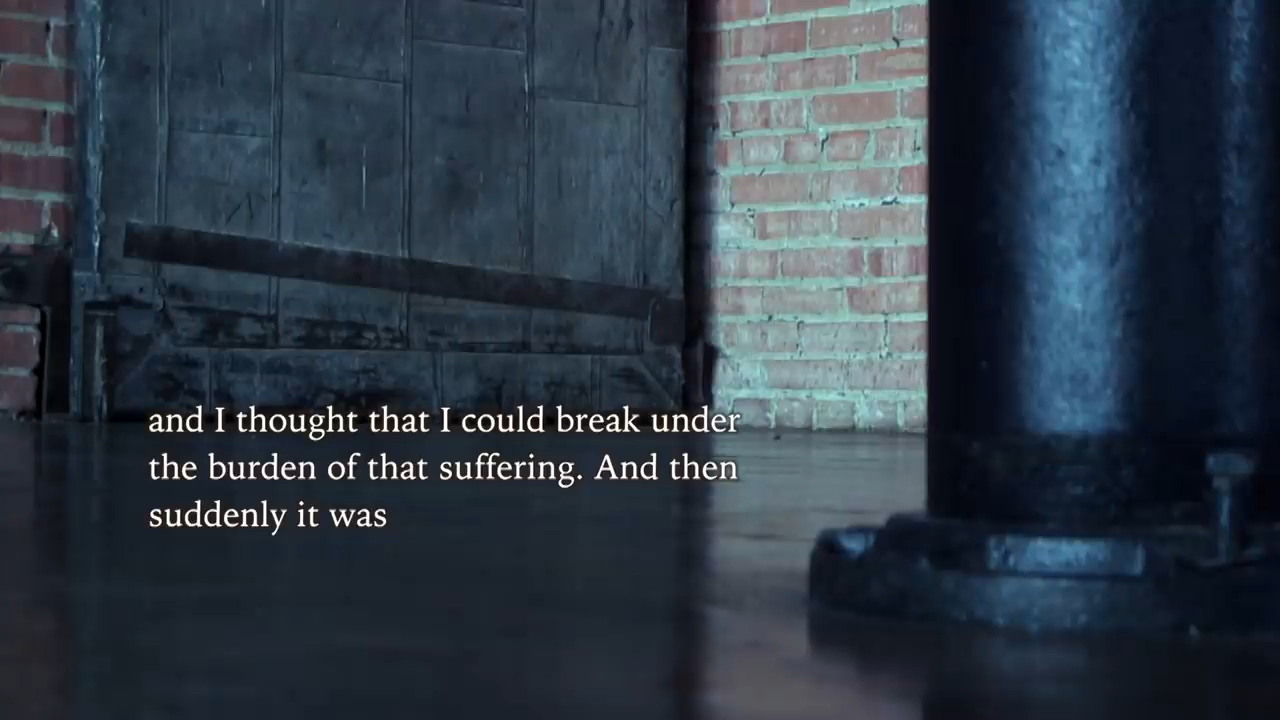 and I thought that I could break under
the burden of that suffering. And then
suddenly it was